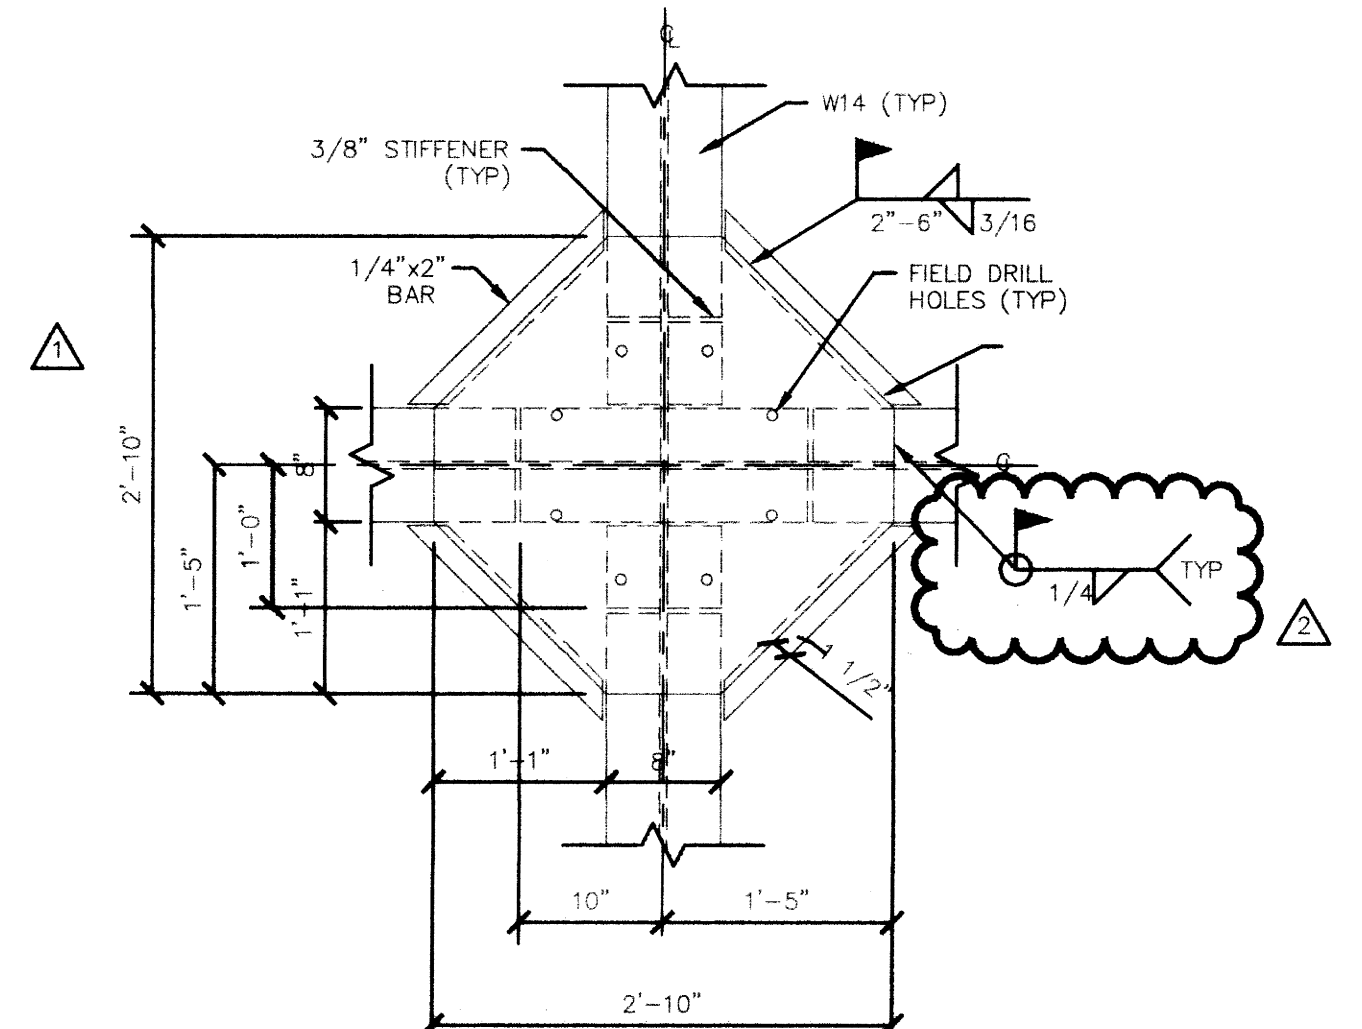 ℄
W14 (TYP)
3/8" STIFFENER
(TYP)
2"-6"
3/16
1/4"x2"
BAR
FIELD DRILL
HOLES (TYP)
1
2'-10"
8"
1'-0"
1'-5"
1'-1"
℄
1/4
TYP
2
1 1/2"
1'-1"
8"
10"
1'-5"
2'-10"